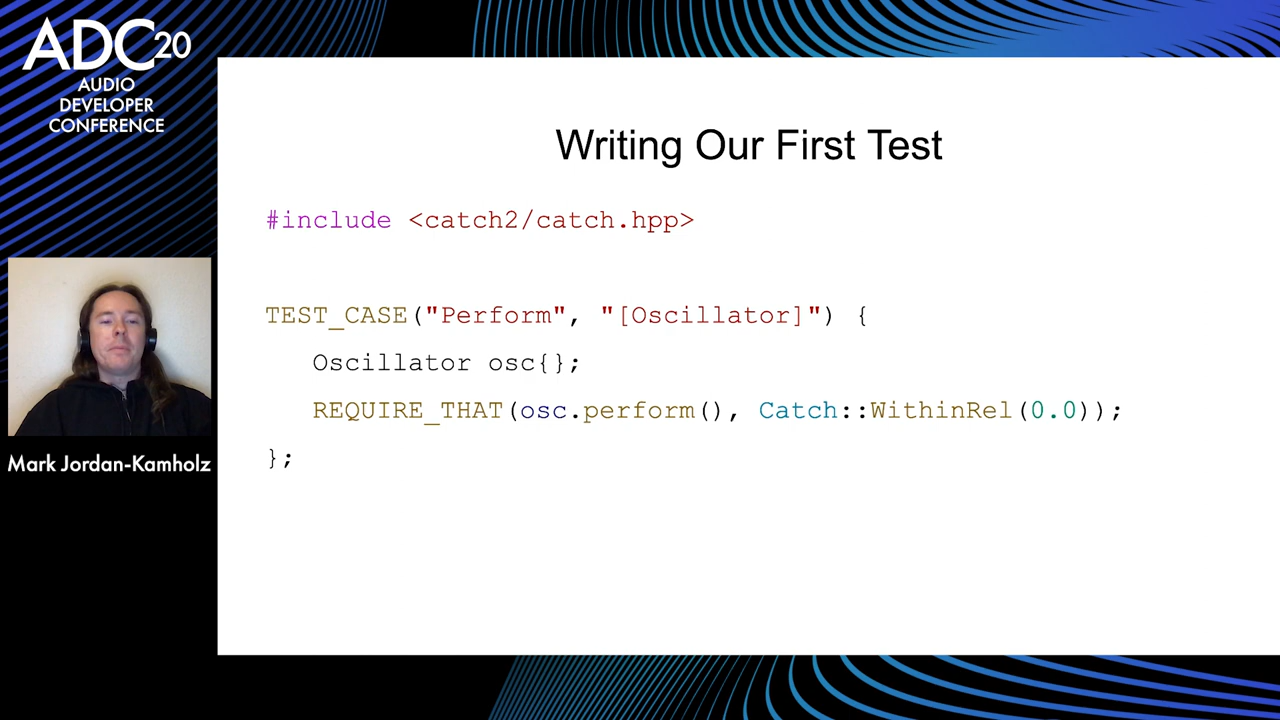 ADC20
AUDIO
DEVELOPER
CONFERENCE
Mark Jordan-Kamholz
Writing Our First Test
#include <catch2/catch.hpp>
TEST_CASE("Perform", "[Oscillator]") {
Oscillator osc{};
REQUIRE_THAT(osc.perform(), Catch::WithinRel(0.0));
};